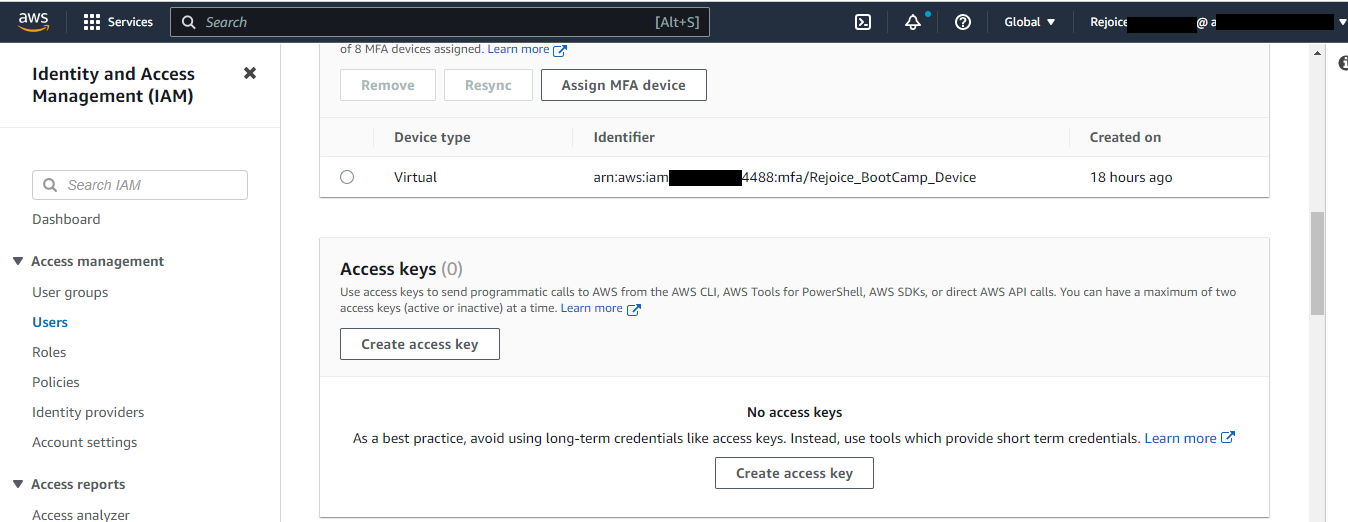 aws
Services
Search
[Alt+S]
Global
Rejoice
@ a
Identity and Access
Management (IAM)
Search IAM
Dashboard
Access management
User groups
Users
Roles
Policies
Identity providers
Account settings
Access reports
Access analyzer
of 8 MFA devices assigned. Learn more
Remove
Resync
Assign MFA device
Device type
Identifier
Created on
Virtual
arn:aws:iam 4488:mfa/Rejoice_BootCamp_Device
18 hours ago
Access keys (0)
Use access keys to send programmatic calls to AWS from the AWS CLI, AWS Tools for PowerShell, AWS SDKs, or direct AWS API calls. You can have a maximum of two
access keys (active or inactive) at a time. Learn more
Create access key
No access keys
As a best practice, avoid using long-term credentials like access keys. Instead, use tools which provide short term credentials. Learn more
Create access key